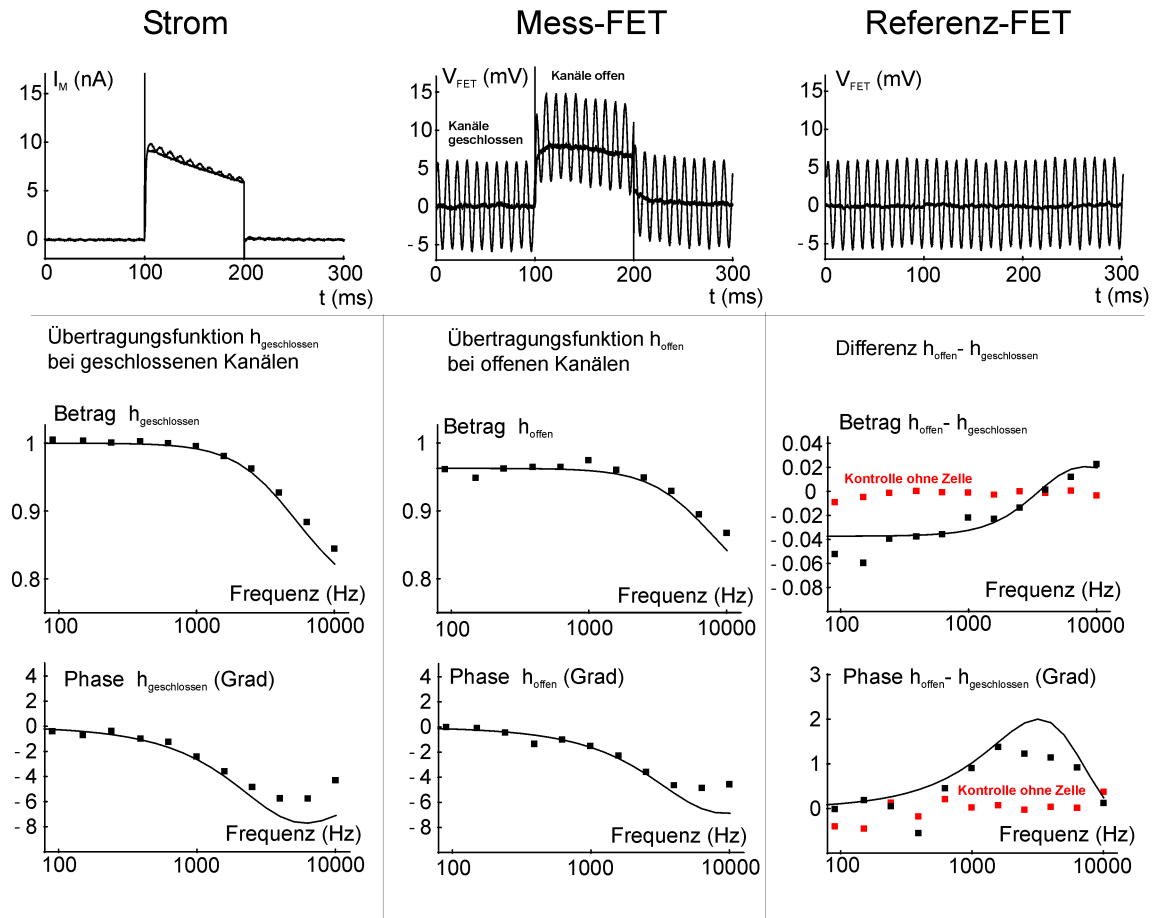 Strom
Mess-FET
Referenz-FET
I_M (nA)
15
10
5
0
0 100 200 300
t (ms)
V_FET (mV)
Kanäle offen
Kanäle
geschlossen
15
10
5
0
- 5
0 100 200 300
t (ms)
V_FET (mV)
15
10
5
0
- 5
0 100 200 300
t (ms)
Übertragungsfunktion h_geschlossen
bei geschlossenen Kanälen
Übertragungsfunktion h_offen
bei offenen Kanälen
Differenz h_offen- h_geschlossen
Betrag h_geschlossen
1
0.9
0.8
Frequenz (Hz)
100 1000 10000
Betrag h_offen
1
0.9
0.8
Frequenz (Hz)
100 1000 10000
Betrag h_offen- h_geschlossen
0.04
0.02
0
- 0.02
- 0.04
- 0.06
- 0.08
Kontrolle ohne Zelle
Frequenz (Hz)
100 1000 10000
Phase h_geschlossen (Grad)
4
2
0
- 2
- 4
- 6
- 8
Frequenz (Hz)
100 1000 10000
Phase h_offen (Grad)
4
2
0
- 2
- 4
- 6
- 8
Frequenz (Hz)
100 1000 10000
Phase h_offen- h_geschlossen (Grad)
3
2
1
0
Kontrolle ohne Zelle
Frequenz (Hz)
100 1000 10000